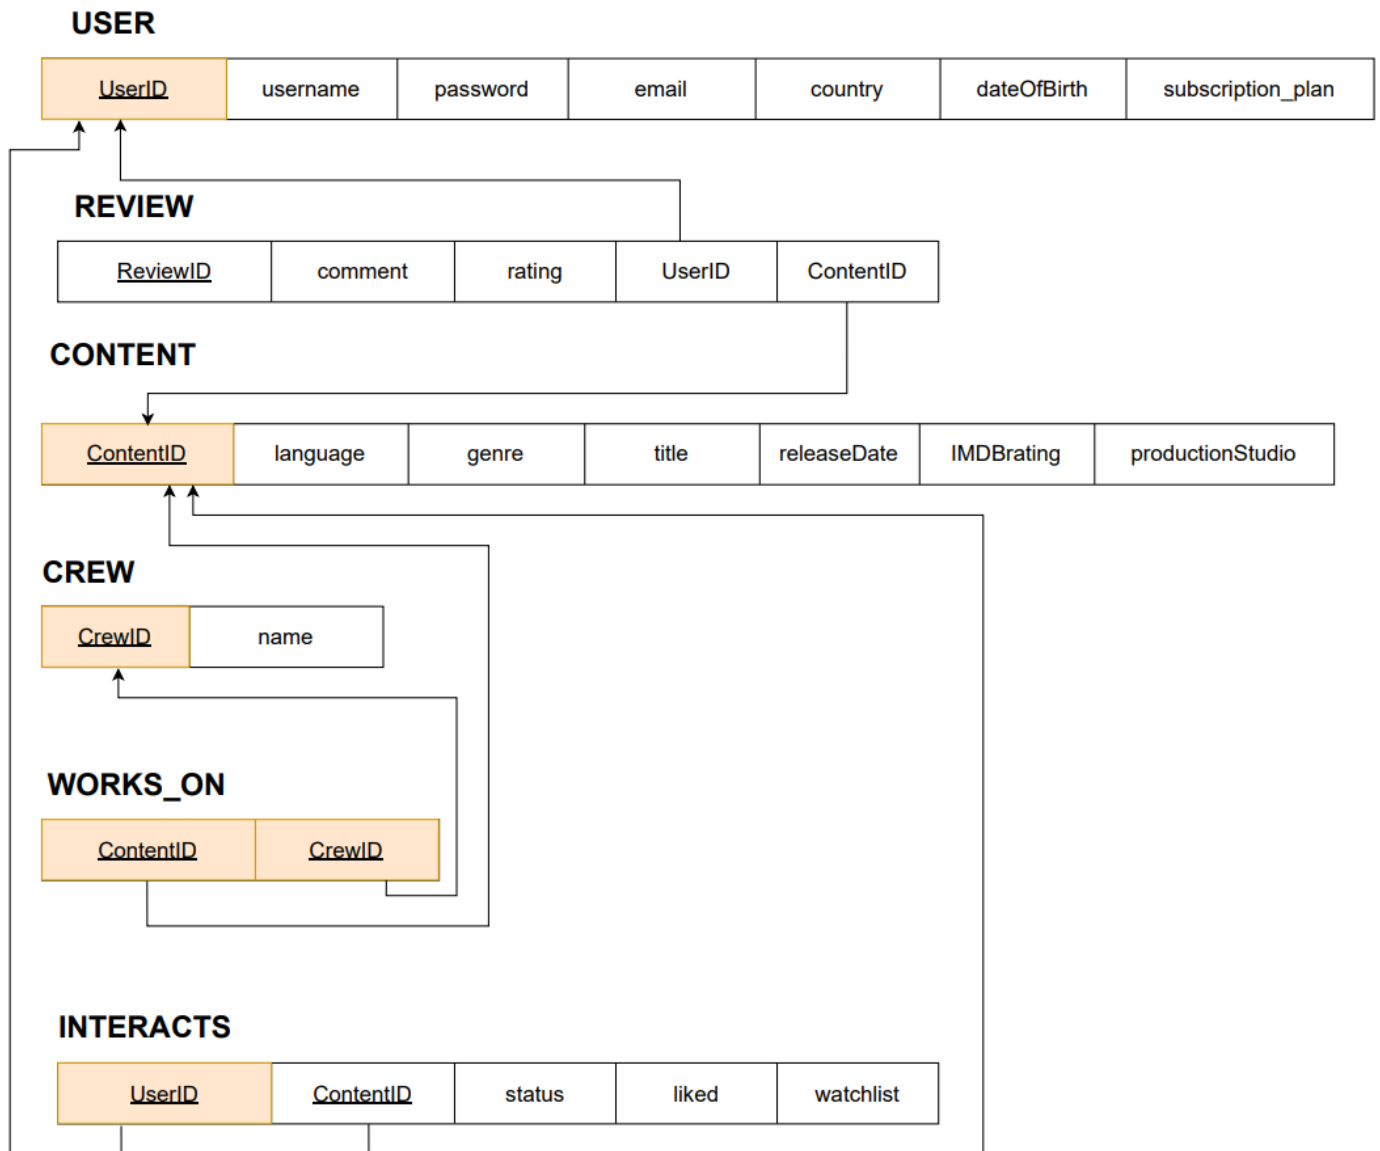 USER
UserID username password email country dateOfBirth subscription_plan
REVIEW
ReviewID comment rating UserID ContentID
CONTENT
ContentID language genre title releaseDate IMDBrating productionStudio
CREW
CrewID name
WORKS_ON
ContentID CrewID
INTERACTS
UserID ContentID status liked watchlist